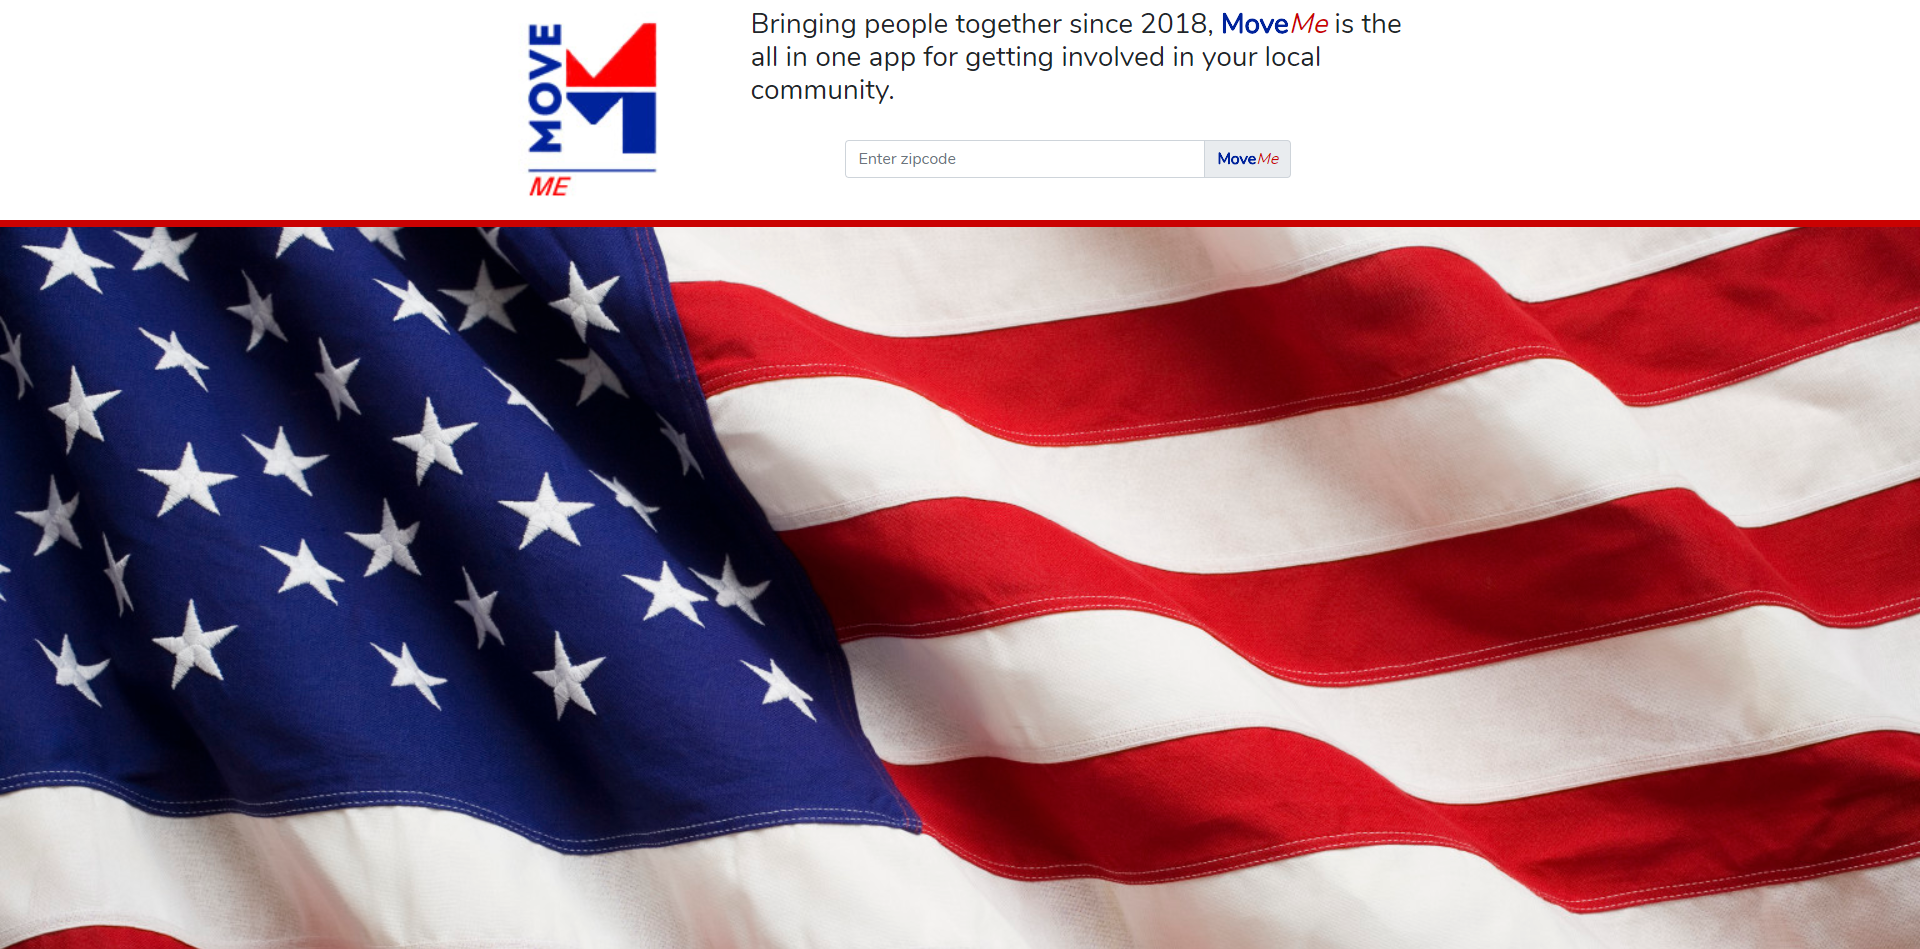 MOVE
ME
Bringing people together since 2018, MoveMe is the
all in one app for getting involved in your local
community.
Enter zipcode
MoveMe